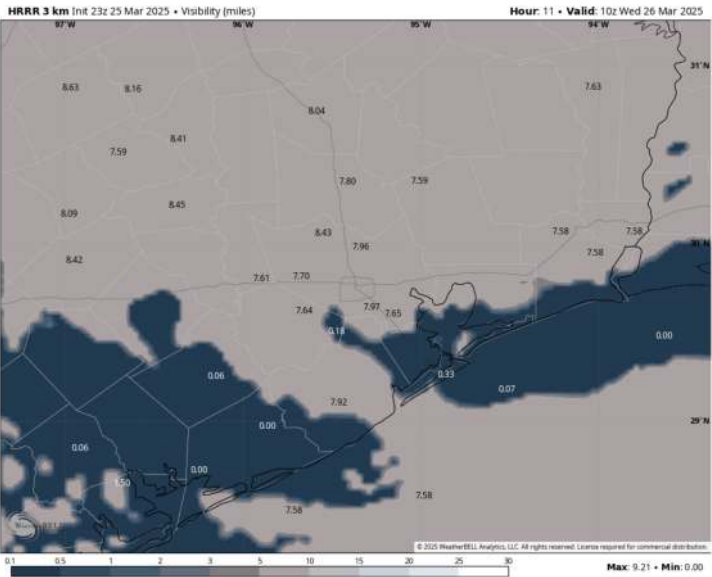 HRRR 3 km Init 23z 25 Mar 2025 • Visibility (miles)
Hour: 11 • Valid: 10z Wed 26 Mar 2025
97°W 96°W 95°W 94°W
31°N
8.63 8.16 7.63
8.04
8.41
7.59
7.80 7.59
8.45
8.09
8.43 7.58 7.58
30°N
7.96 7.58
8.42
7.61 7.70
7.64 7.97 7.65
0.18 0.00
0.06 0.33
0.07
7.92
29°N
0.00
0.06
0.00
1.50
7.58
7.58
© 2025 WeatherBELL Analytics, LLC. All rights reserved. License required for commercial distribution.
0.1 0.5 1 2 3 5 10 15 20 25 30
Max: 9.21 • Min: 0.00